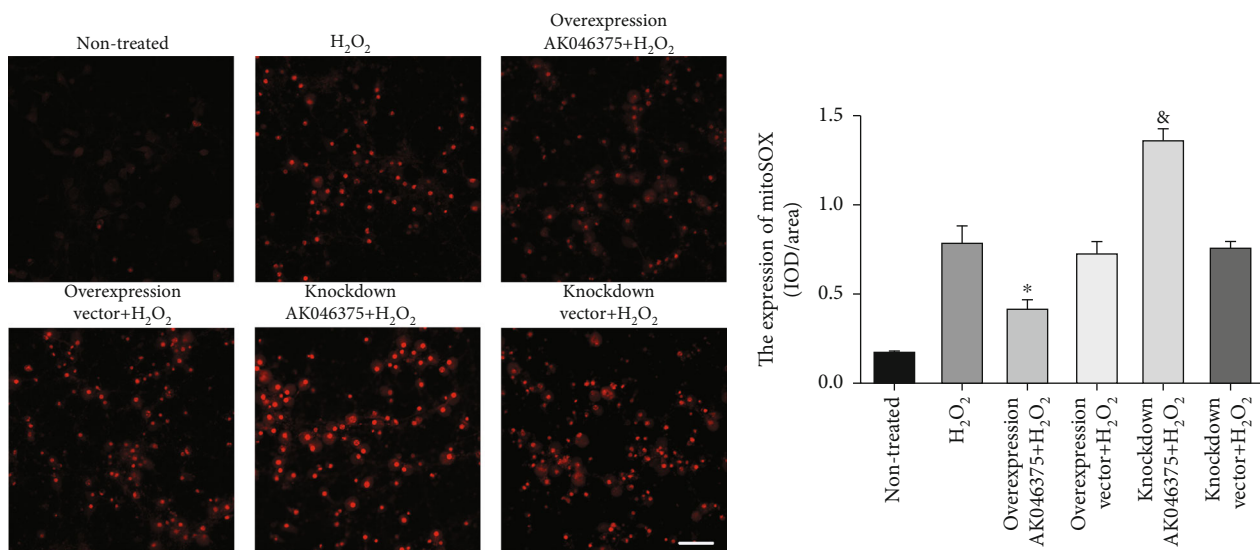 Non-treated
H₂O₂
Overexpression
AK046375+H₂O₂
Overexpression
vector+H₂O₂
Knockdown
AK046375+H₂O₂
Knockdown
vector+H₂O₂
The expression of mitoSOX
(IOD/area)
1.5
1.0
0.5
0.0
*
&
Non-treated
H₂O₂
Overexpression
AK046375+H₂O₂
Overexpression
vector+H₂O₂
Knockdown
AK046375+H₂O₂
Knockdown
vector+H₂O₂